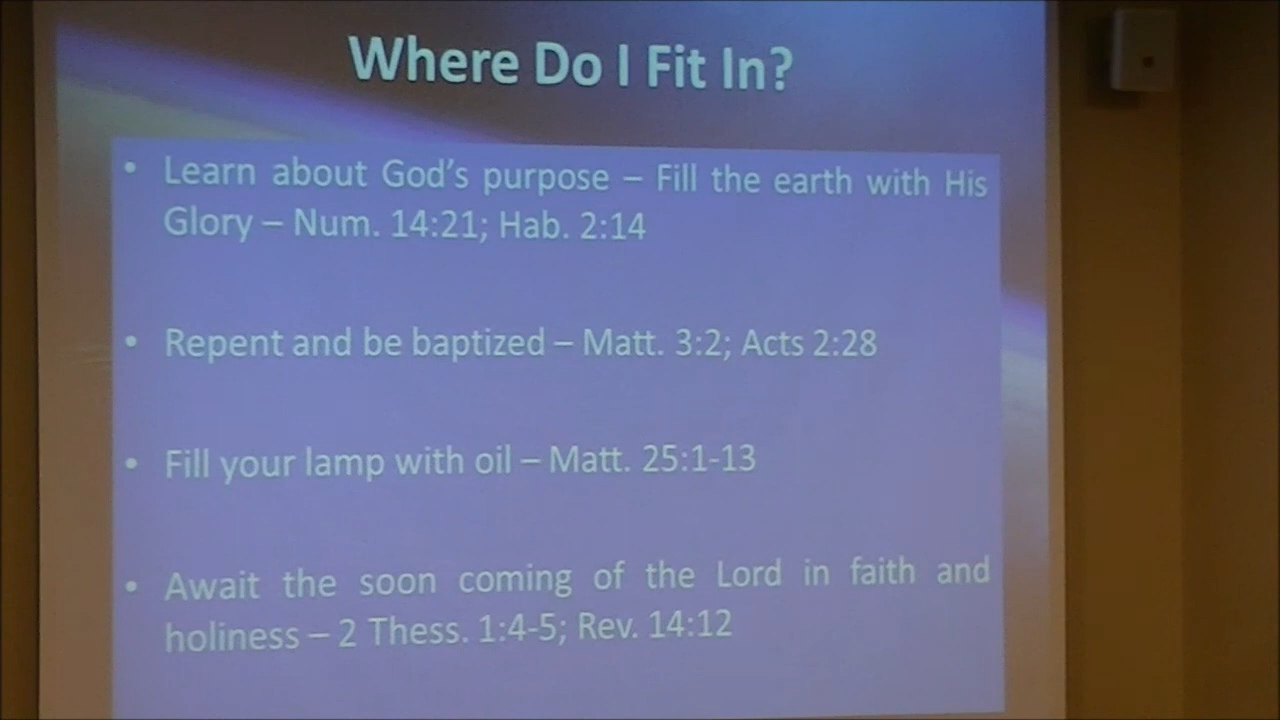 Where Do I Fit In?
• Learn about God's purpose – Fill the earth with His
Glory – Num. 14:21; Hab. 2:14
• Repent and be baptized – Matt. 3:2; Acts 2:28
• Fill your lamp with oil – Matt. 25:1-13
• Await the soon coming of the Lord in faith and
holiness – 2 Thess. 1:4-5; Rev. 14:12